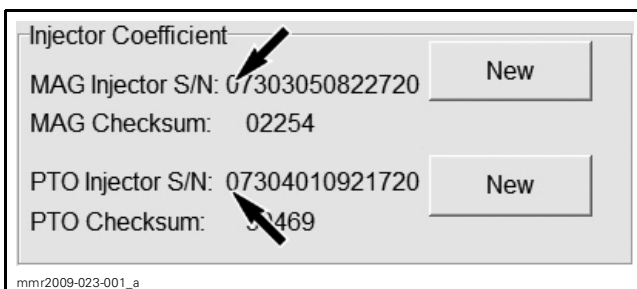 Injector Coefficient
MAG Injector S/N: 07303050822720
New
MAG Checksum: 02254
PTO Injector S/N: 07304010921720
New
PTO Checksum:
mmr2009-023-001_a